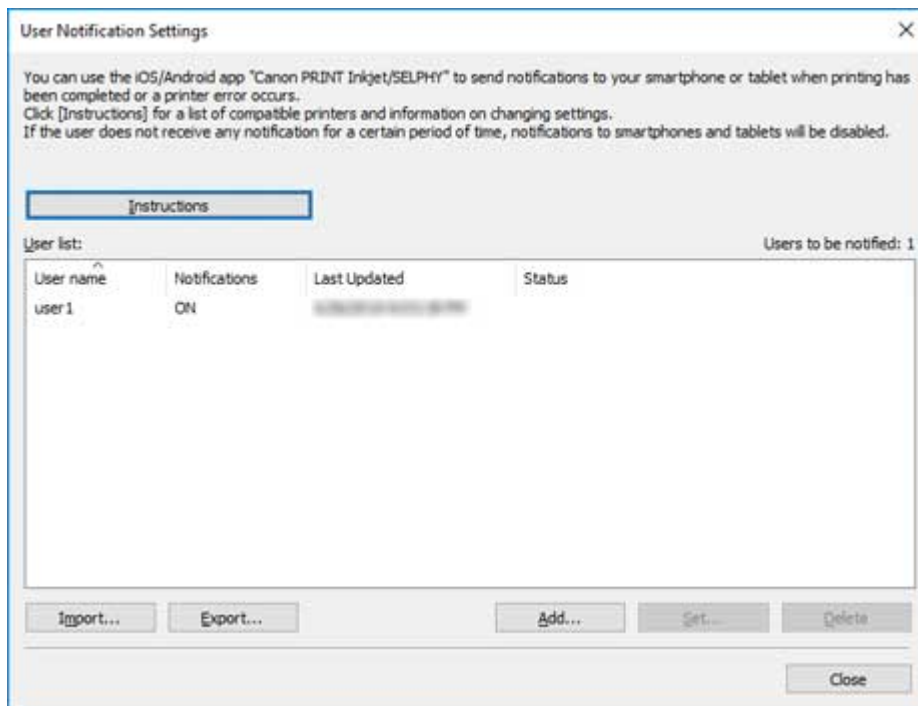 User Notification Settings
You can use the iOS/Android app "Canon PRINT Inkjet/SELPHY" to send notifications to your smartphone or tablet when printing has
been completed or a printer error occurs.
Click [Instructions] for a list of compatible printers and information on changing settings.
If the user does not receive any notification for a certain period of time, notifications to smartphones and tablets will be disabled.
Instructions
User list: Users to be notified: 1
User name Notifications Last Updated Status
user1 ON
Import... Export... Add... Set... Delete
Close